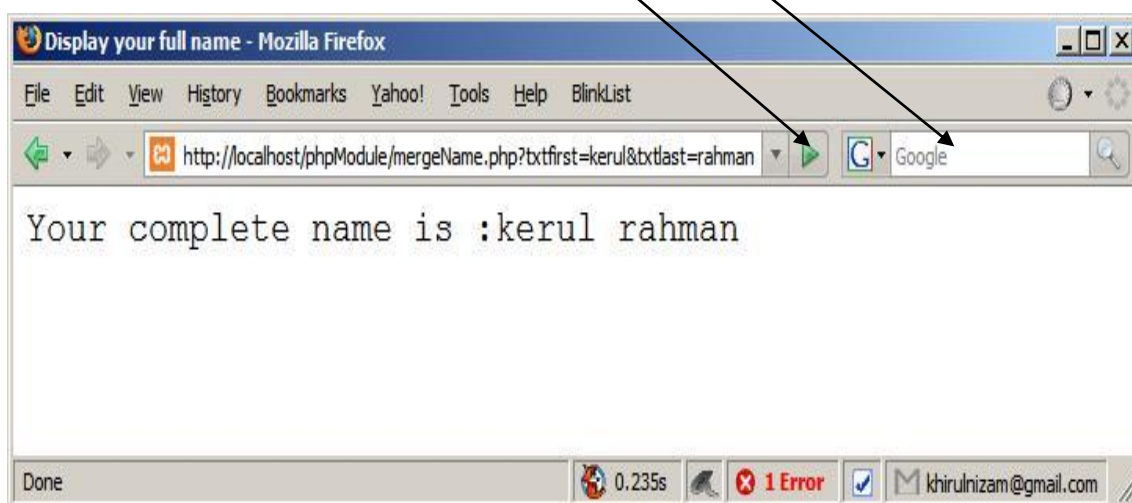 Display your full name - Mozilla Firefox
File Edit View History Bookmarks Yahoo! Tools Help BlinkList
http://localhost/phpModule/mergeName.php?txtfirst=kerul&txtlast=rahman G Google
Your complete name is :kerul rahman
Done 0.235s 1 Error khirulnizam@gmail.com